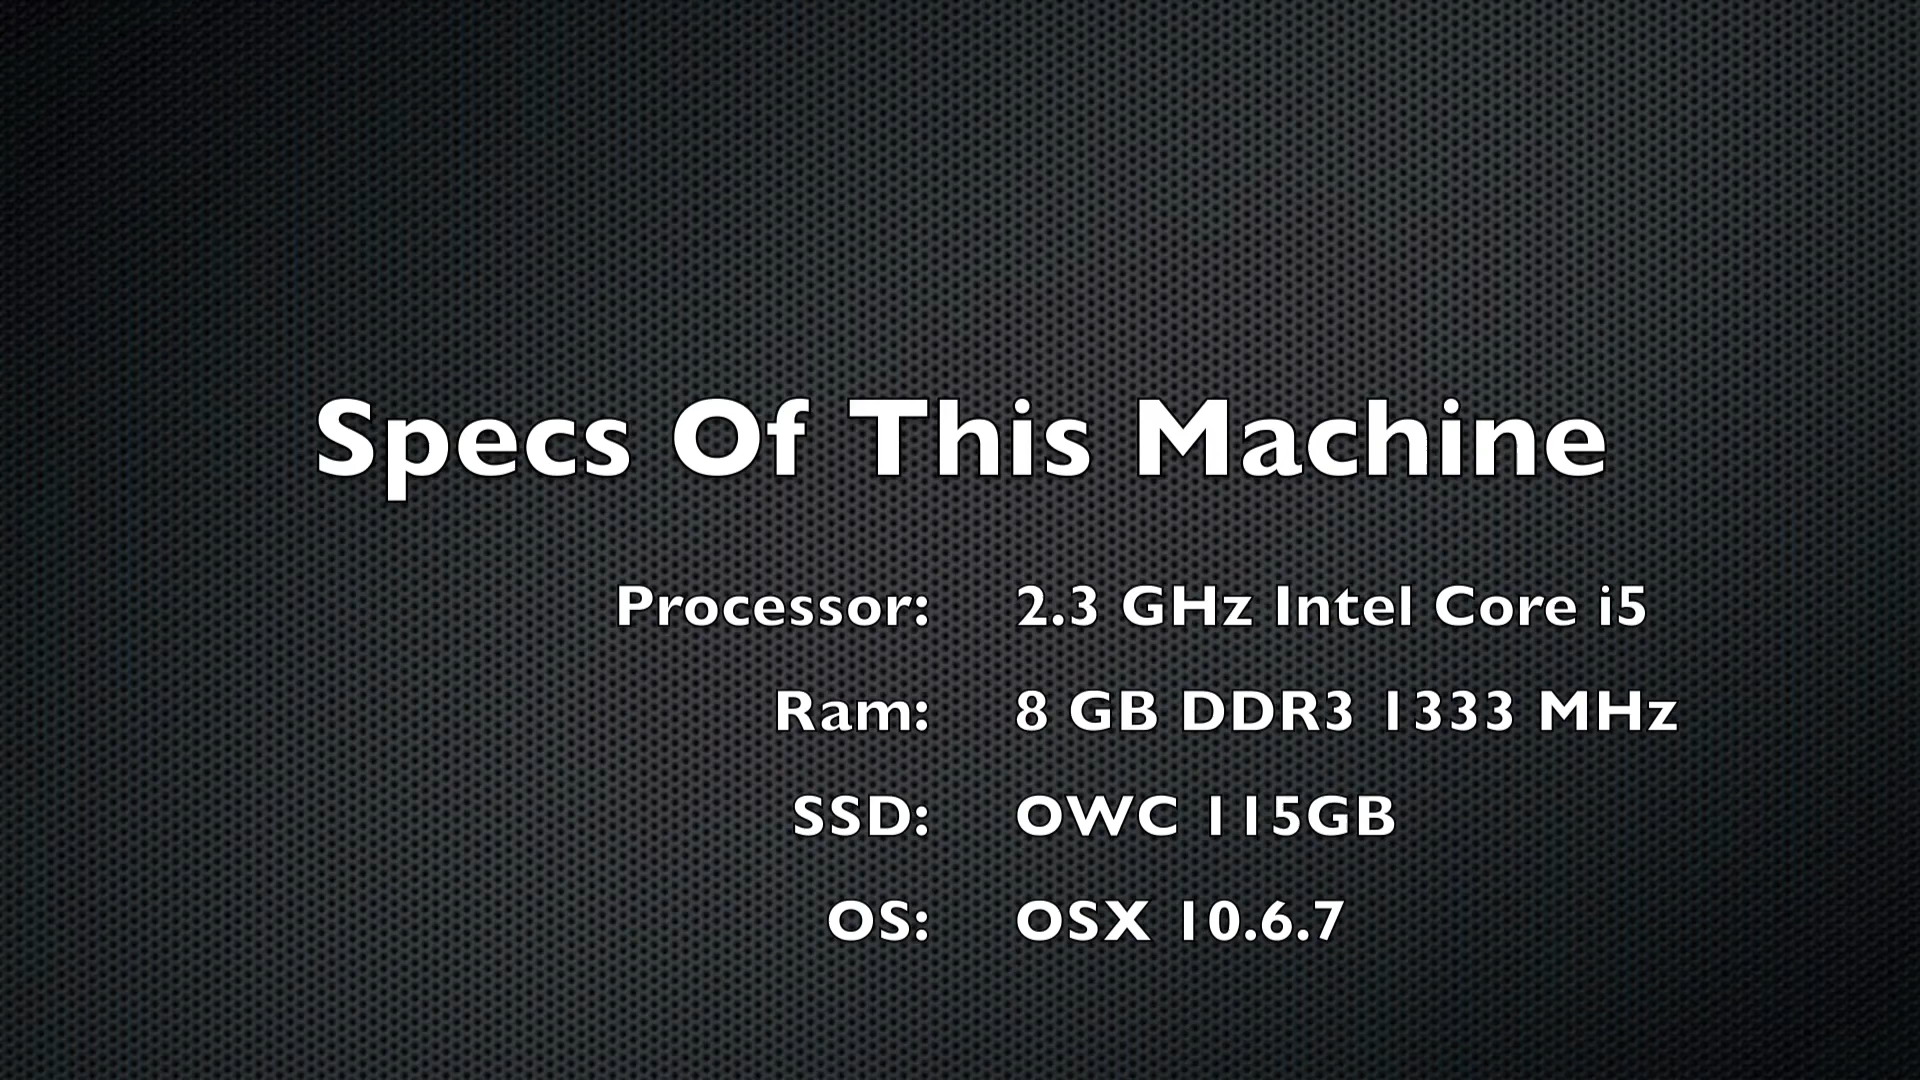 Specs Of This Machine
Processor: 2.3 GHz Intel Core i5
Ram: 8 GB DDR3 1333 MHz
SSD: OWC 115GB
OS: OSX 10.6.7